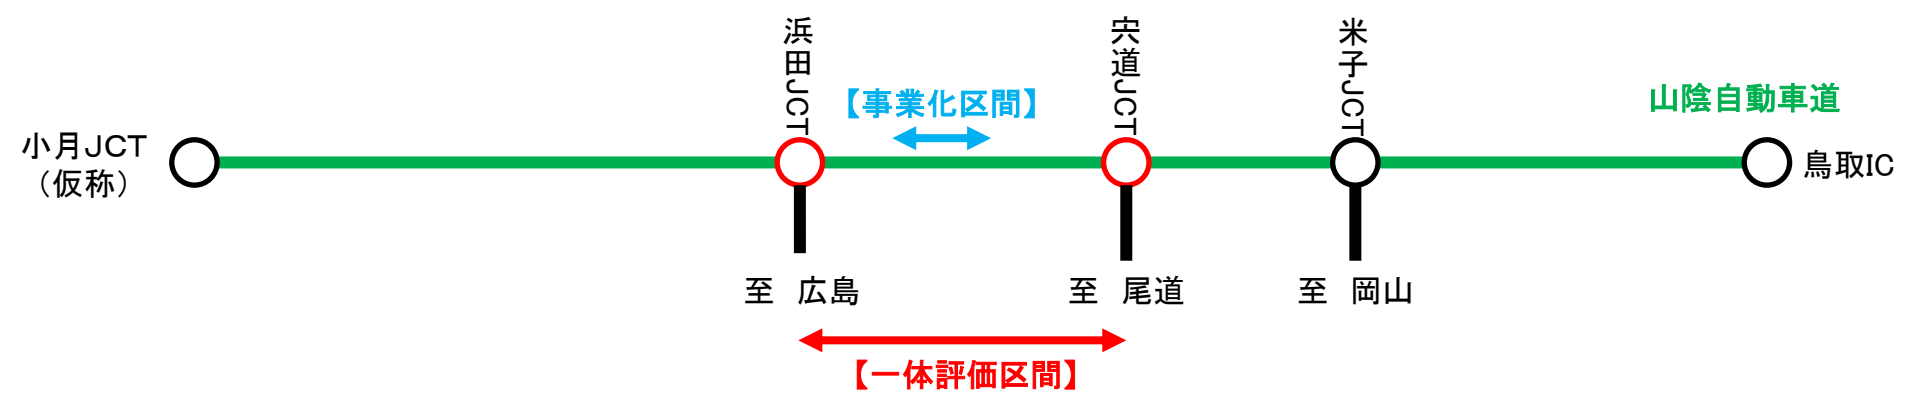 浜田JCT
宍道JCT
米子JCT
【事業化区間】
山陰自動車道
小月JCT
（仮称）
鳥取IC
至 広島
至 尾道
至 岡山
【一体評価区間】